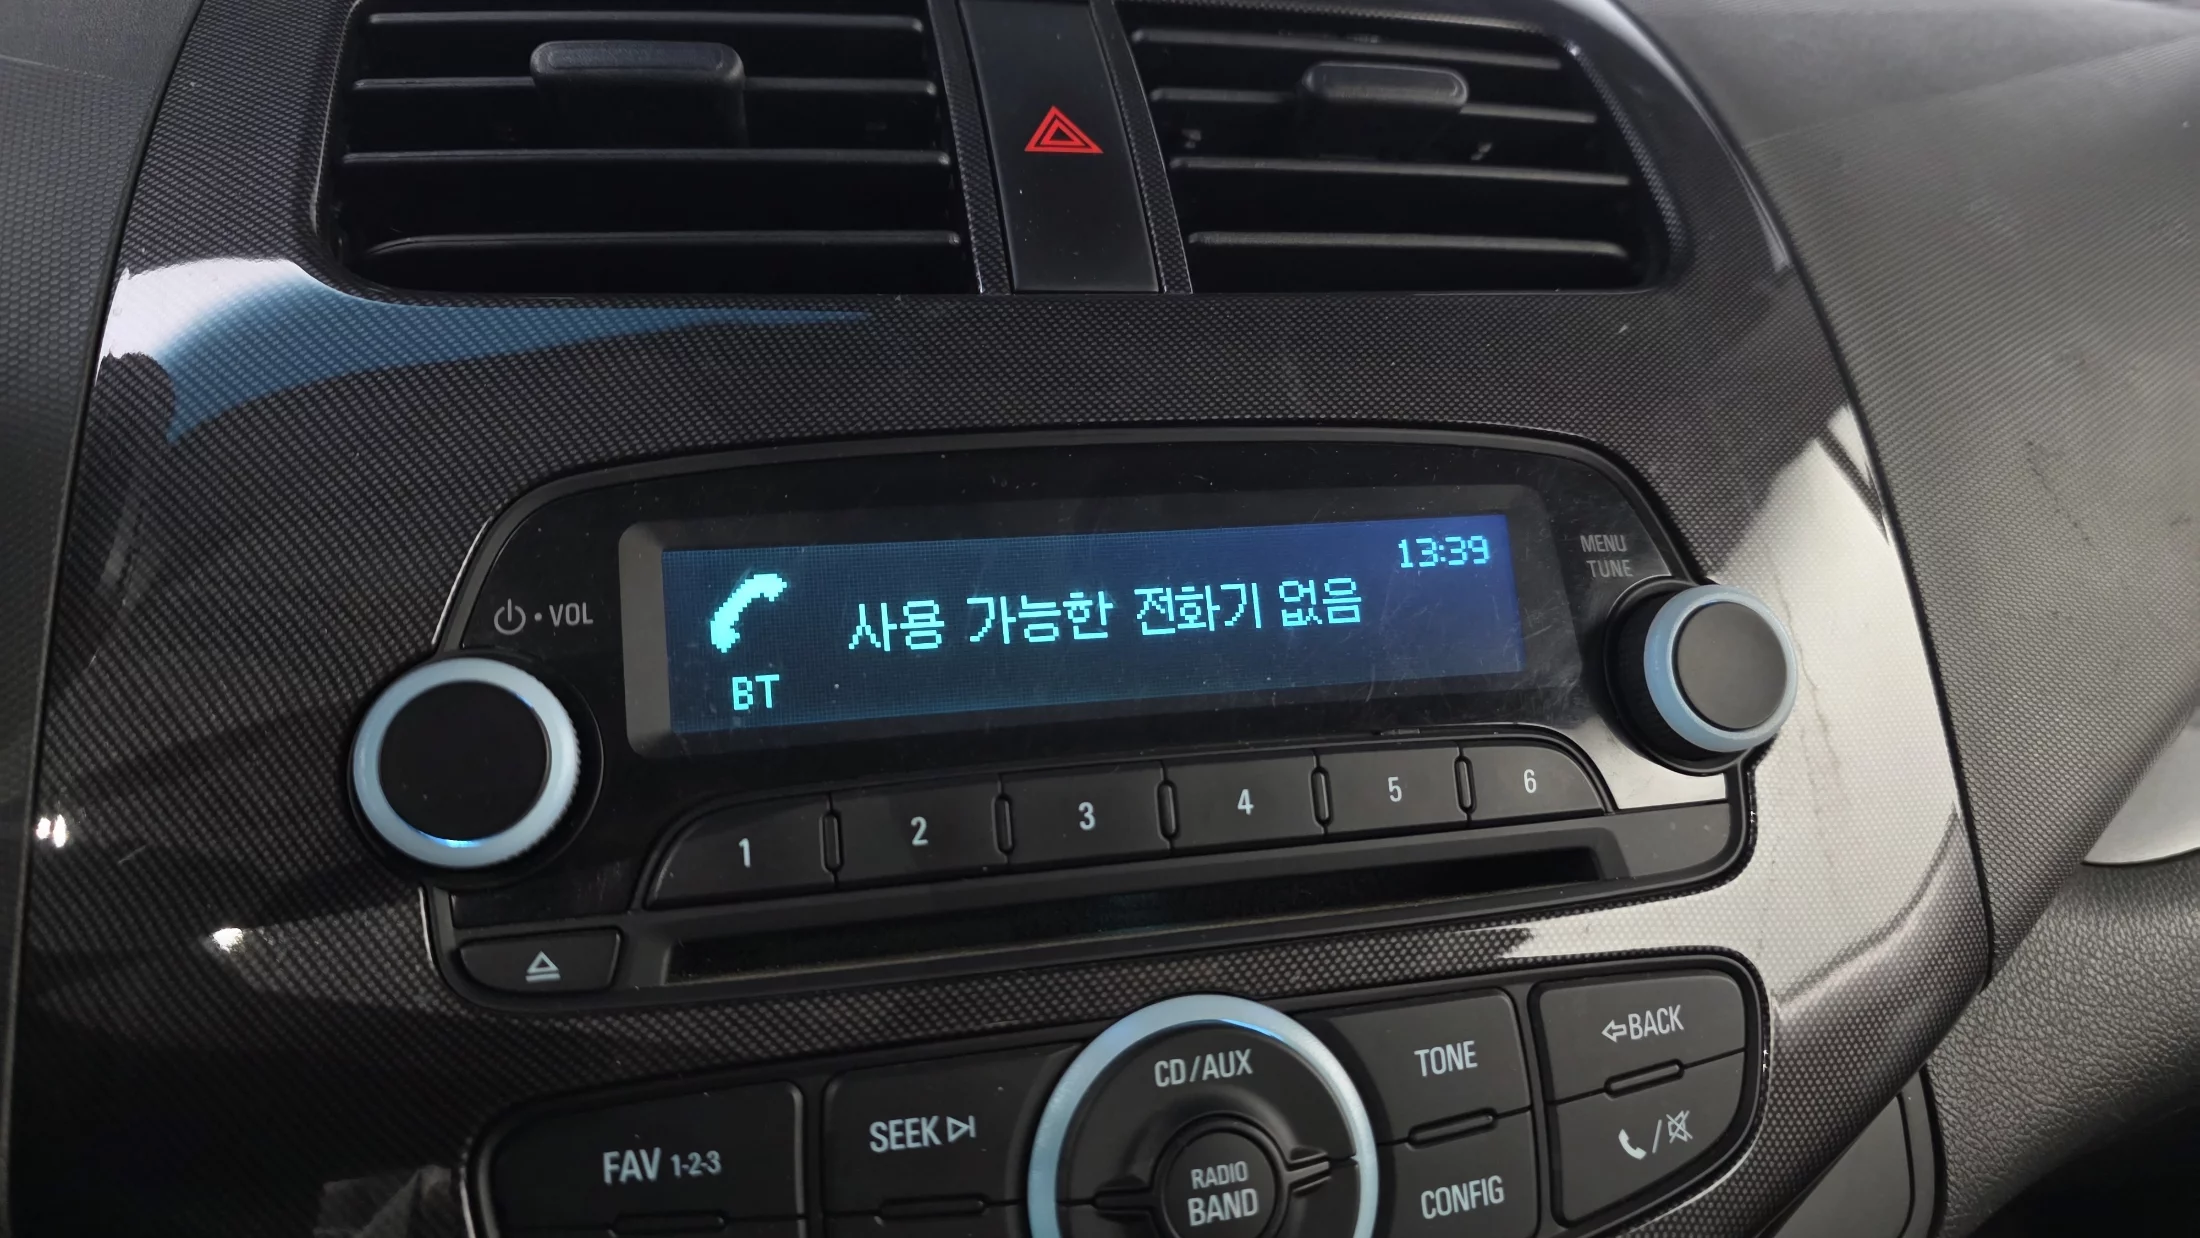 13:39
사용 가능한 전화기 없음
BT
VOL
MENU
TUNE
1
2
3
4
5
6
CD/AUX
TONE
BACK
SEEK
FAV 1-2-3
RADIO
BAND
CONFIG